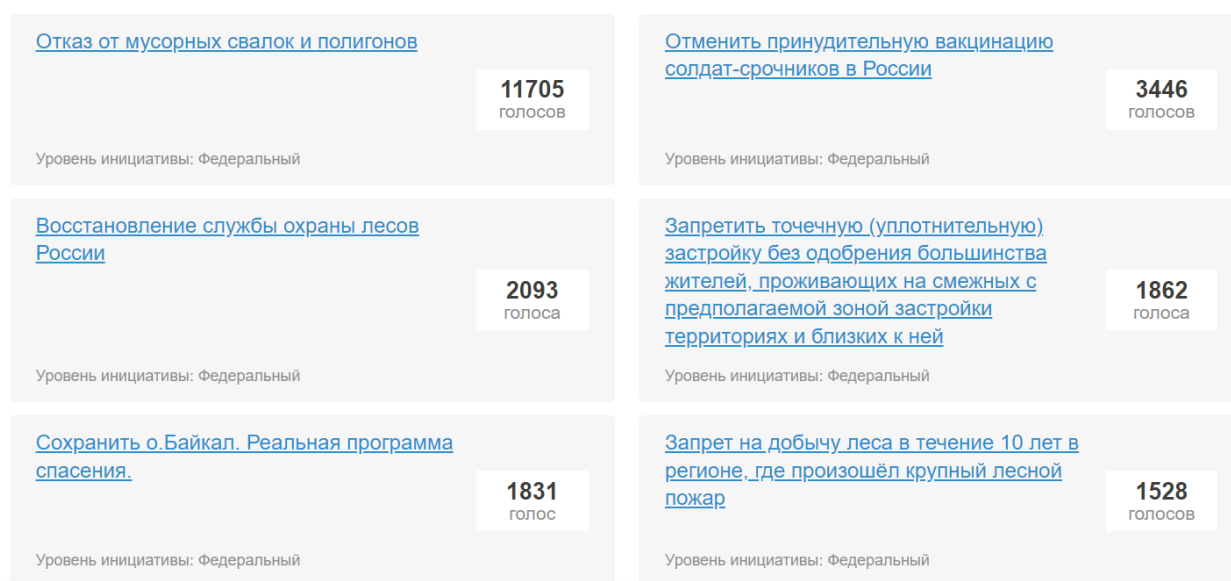 Отказ от мусорных свалок и полигонов
11705
голосов
Уровень инициативы: Федеральный
Отменить принудительную вакцинацию
солдат-срочников в России
3446
голосов
Уровень инициативы: Федеральный
Восстановление службы охраны лесов
России
2093
голоса
Уровень инициативы: Федеральный
Запретить точечную (уплотнительную)
застройку без одобрения большинства
жителей, проживающих на смежных с
предполагаемой зоной застройки
территориях и близких к ней
1862
голоса
Уровень инициативы: Федеральный
Сохранить о.Байкал. Реальная программа
спасения.
1831
голос
Уровень инициативы: Федеральный
Запрет на добычу леса в течение 10 лет в
регионе, где произошёл крупный лесной
пожар
1528
голосов
Уровень инициативы: Федеральный